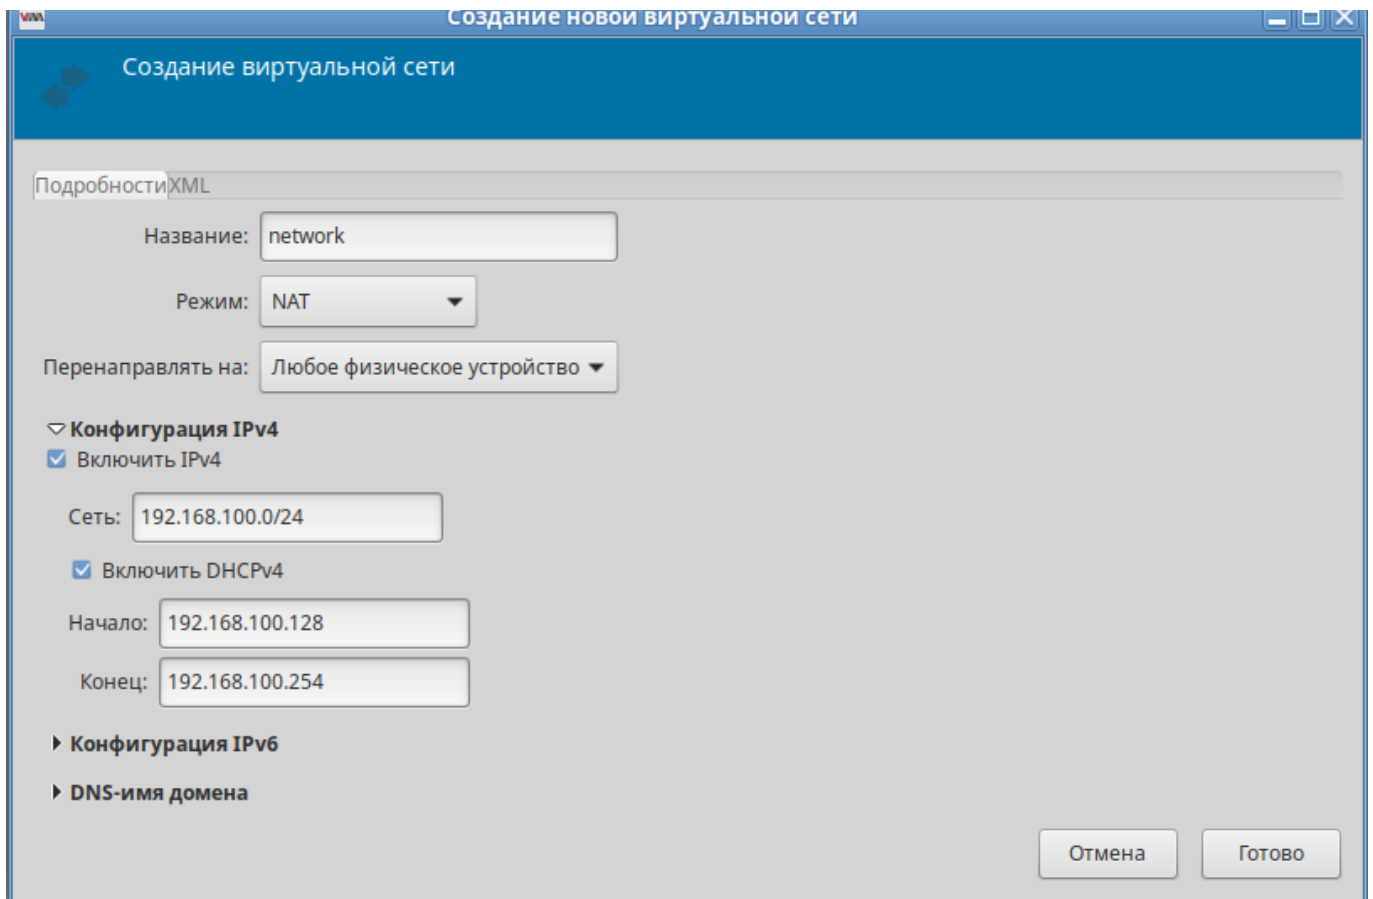 Создание новой виртуальной сети
Создание виртуальной сети
Подробности XML
Название: network
Режим: NAT
Перенаправлять на: Любое физическое устройство
Конфигурация IPv4
Включить IPv4
Сеть: 192.168.100.0/24
Включить DHCPv4
Начало: 192.168.100.128
Конец: 192.168.100.254
Конфигурация IPv6
DNS-имя домена
Отмена Готово